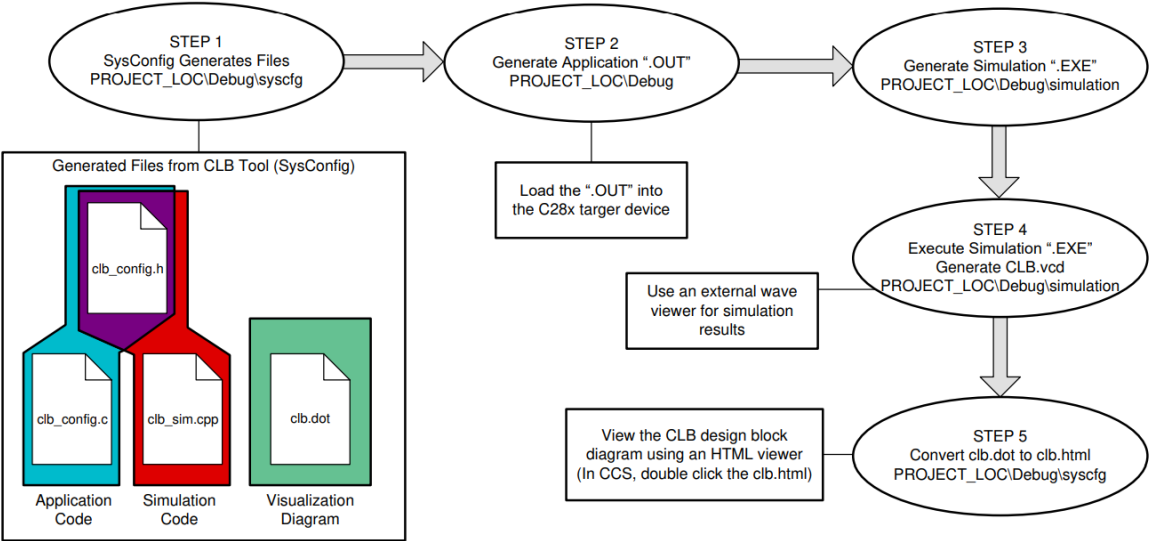 STEP 1
SysConfig Generates Files
PROJECT_LOC\Debug\syscfg
STEP 2
Generate Application “.OUT”
PROJECT_LOC\Debug
STEP 3
Generate Simulation “.EXE”
PROJECT_LOC\Debug\simulation
Generated Files from CLB Tool (SysConfig)
clb_config.h
clb_config.c
clb_sim.cpp
clb.dot
Application
Code
Simulation
Code
Visualization
Diagram
Load the “.OUT” into
the C28x targer device
STEP 4
Execute Simulation “.EXE”
Generate CLB.vcd
PROJECT_LOC\Debug\simulation
Use an external wave
viewer for simulation
results
STEP 5
Convert clb.dot to clb.html
PROJECT_LOC\Debug\syscfg
View the CLB design block
diagram using an HTML viewer
(In CCS, double click the clb.html)